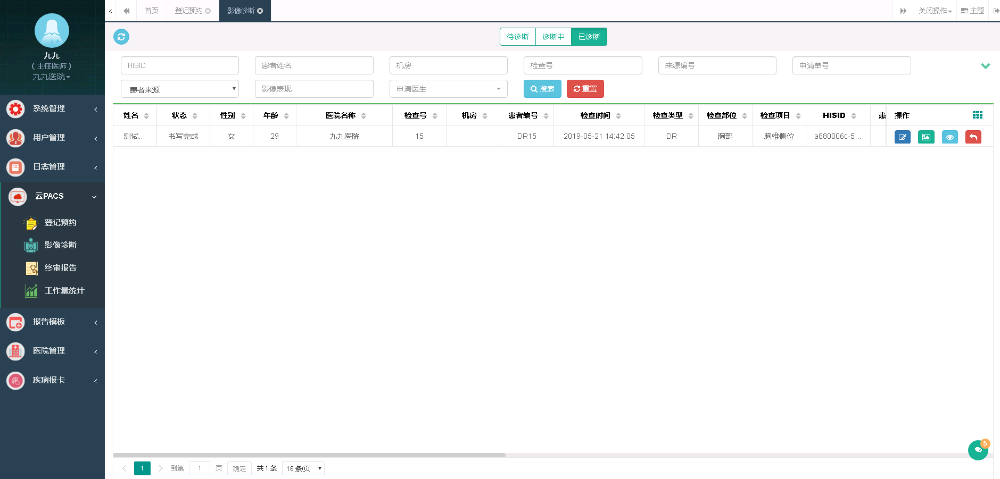 九九
（主任医师）
九九医院
系统管理
用户管理
日志管理
云PACS
登记预约
影像诊断
终审报告
工作量统计
报告模板
医院管理
疾病报卡
首页 登记预约 影像诊断 关闭操作 主题
待诊断 诊断中 已诊断
HISID 患者姓名 机房 检查号 来源编号 申请单号
患者来源 影像表现 申请医生 搜索 重置
姓名 状态 性别 年龄 医院名称 检查号 机房 患者编号 检查时间 检查类型 检查部位 检查项目 HISID 患 操作
测试... 书写完成 女 29 九九医院 15 DR15 2019-05-21 14:42:05 DR 胸部 胸椎侧位 a880006c-5...
5
1 到第 1 页 确定 共 1 条 16 条/页